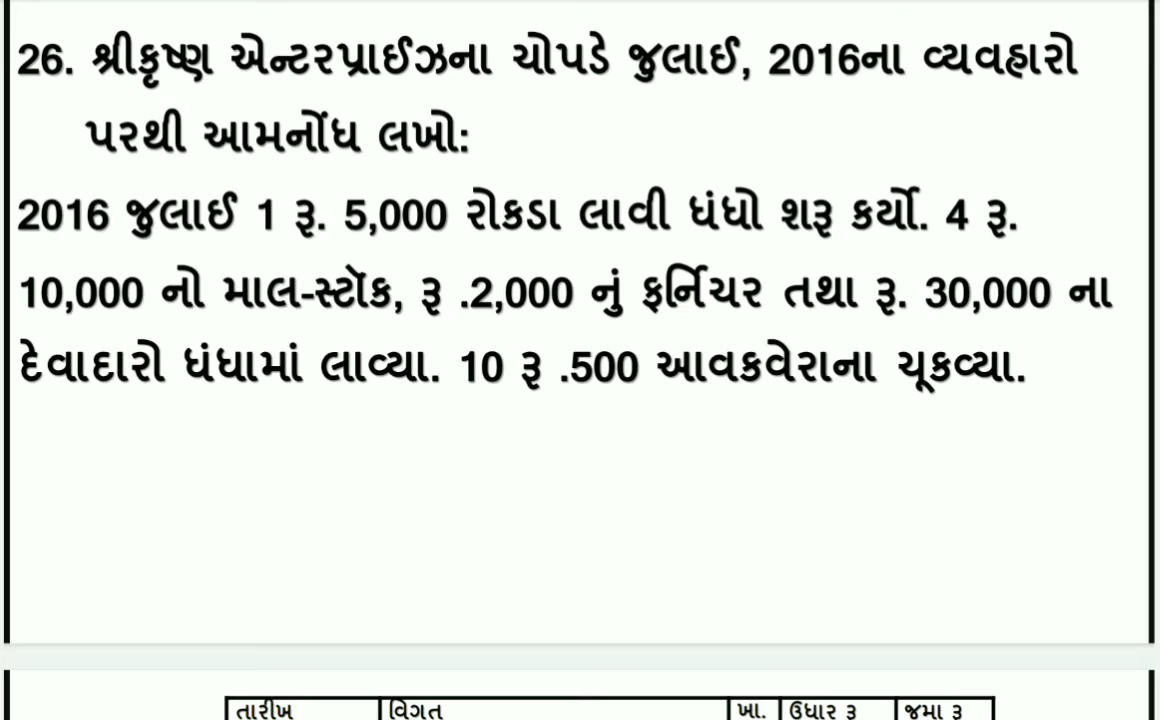 26. શ્રીકૃષ્ણ એન્ટરપ્રાઈઝના ચોપડે જુલાઈ, 2016ના વ્યવહારો
પરથી આમનોંધ લખો:
2016 જુલાઈ 1 રૂ. 5,000 રોકડા લાવી ધંધો શરૂ કર્યો. 4 રૂ.
10,000 નો માલ-સ્ટૉક, રૂ .2,000 નું ફર્નિચર તથા રૂ. 30,000 ના
દેવાદારો ધંધામાં લાવ્યા. 10 રૂ .500 આવકવેરાના ચૂકવ્યા.
તારીખ વિગત ખા. ઉધાર રૂ જમા રૂ